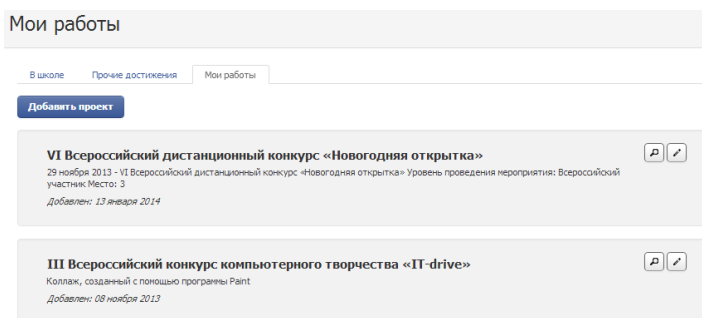 Мои работы
В школе Прочие достижения Мои работы
Добавить проект
VI Всероссийский дистанционный конкурс «Новогодняя открытка»
29 ноября 2013 - VI Всероссийский дистанционный конкурс «Новогодняя открытка» Уровень проведения мероприятия: Всероссийский
участник Место: 3
Добавлен: 13 января 2014
III Всероссийский конкурс компьютерного творчества «IT-drive»
Коллаж, созданный с помощью программы Paint
Добавлен: 08 ноября 2013